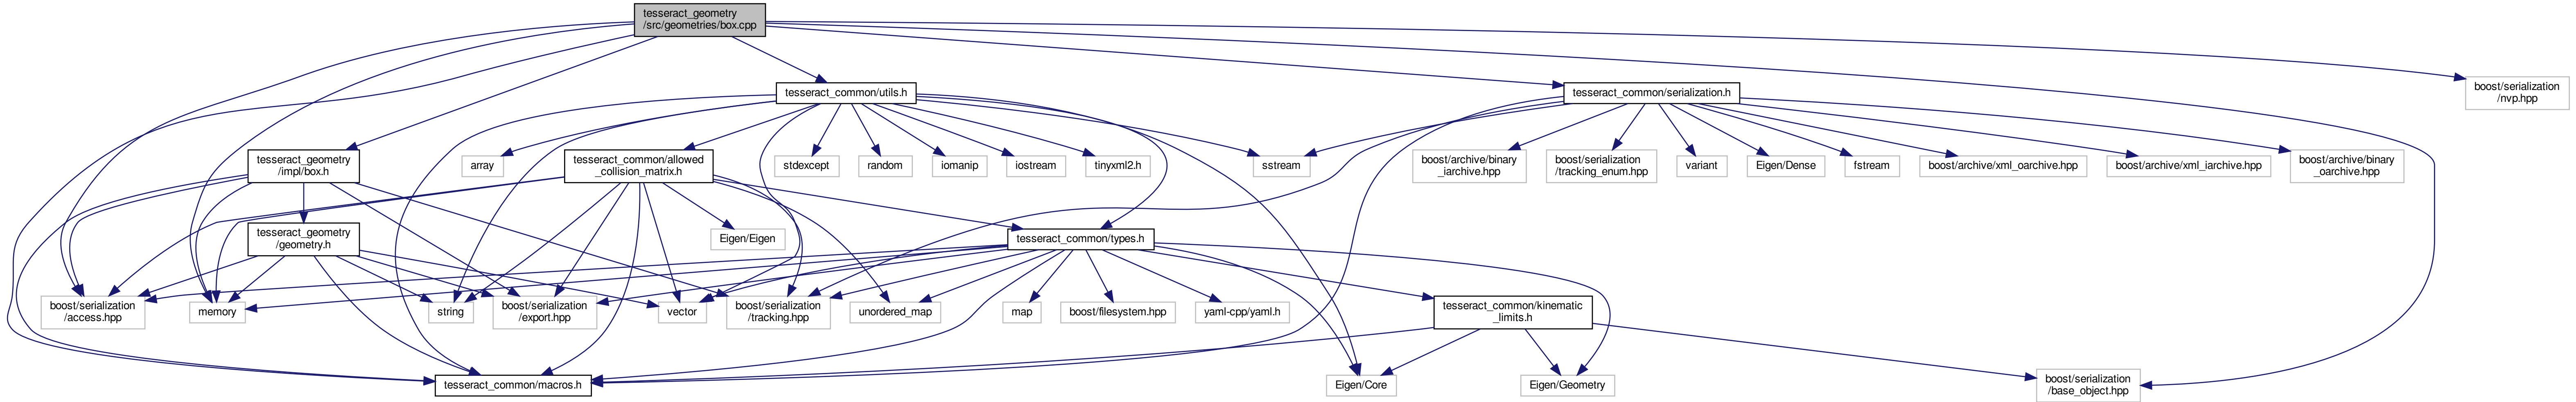 tesseract_geometry
/src/geometries/box.cpp
tesseract_common/utils.h
tesseract_common/serialization.h
boost/serialization
/nvp.hpp
tesseract_geometry
/impl/box.h
array
tesseract_common/allowed
_collision_matrix.h
stdexcept
random
iomanip
iostream
tinyxml2.h
sstream
boost/archive/binary
_iarchive.hpp
boost/serialization
/tracking_enum.hpp
variant
Eigen/Dense
fstream
boost/archive/xml_oarchive.hpp
boost/archive/xml_iarchive.hpp
boost/archive/binary
_oarchive.hpp
tesseract_geometry
/geometry.h
Eigen/Eigen
tesseract_common/types.h
boost/serialization
/access.hpp
memory
string
boost/serialization
/export.hpp
vector
boost/serialization
/tracking.hpp
unordered_map
map
boost/filesystem.hpp
yaml-cpp/yaml.h
tesseract_common/kinematic
_limits.h
tesseract_common/macros.h
Eigen/Core
Eigen/Geometry
boost/serialization
/base_object.hpp